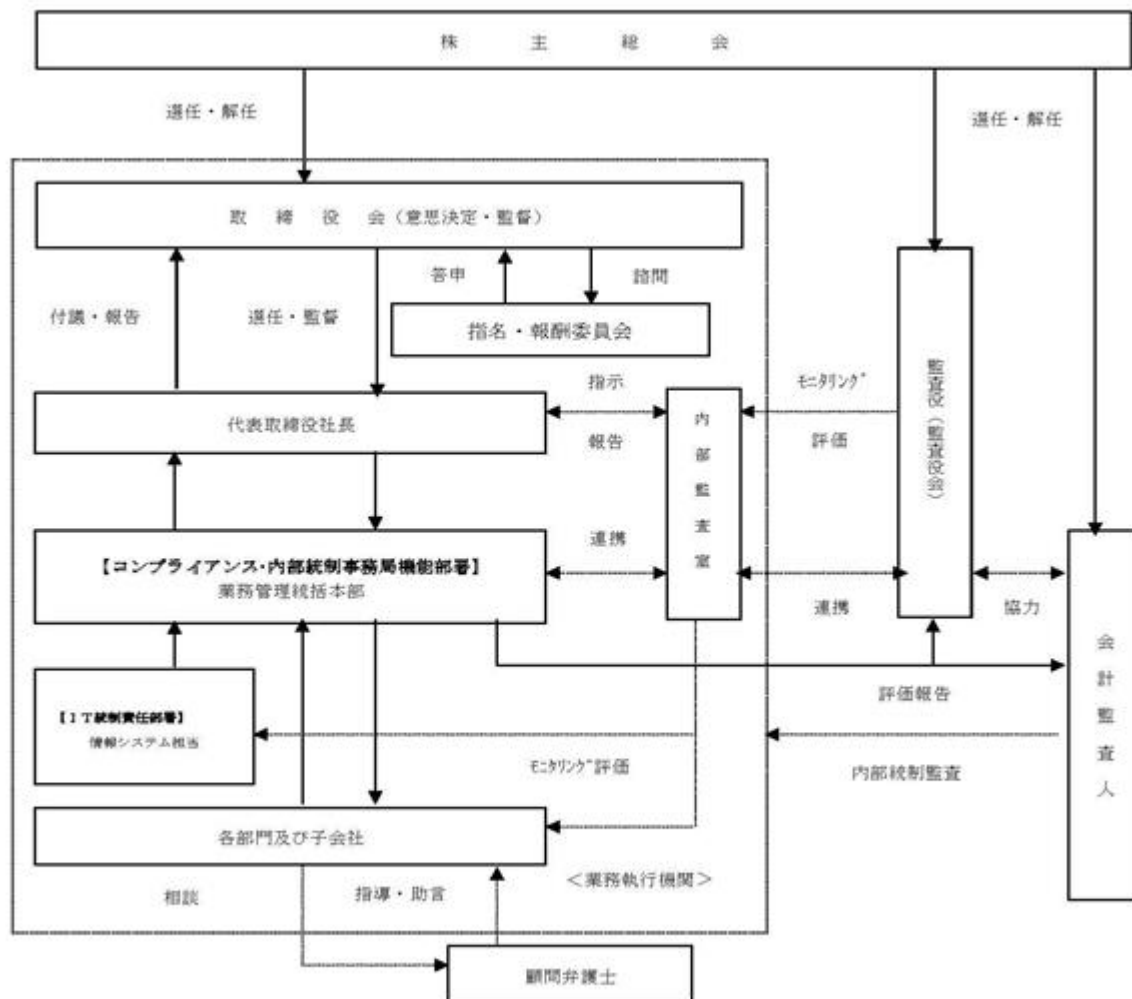 株主総会
選任・解任
選任・解任
取締役会(意思決定・監督)
答申
諮問
付議・報告
選任・監督
指名・報酬委員会
指示
モニタリング
代表取締役社長
報告
評価
内部監査室
監査役(監査役会)
【コンプライアンス・内部統制事務局機能部署】
業務管理統括本部
連携
連携
協力
会計監査人
評価報告
【IT統制責任部署】
情報システム担当
モニタリング評価
内部統制監査
各部門及び子会社
<業務執行機関>
相談
指導・助言
顧問弁護士